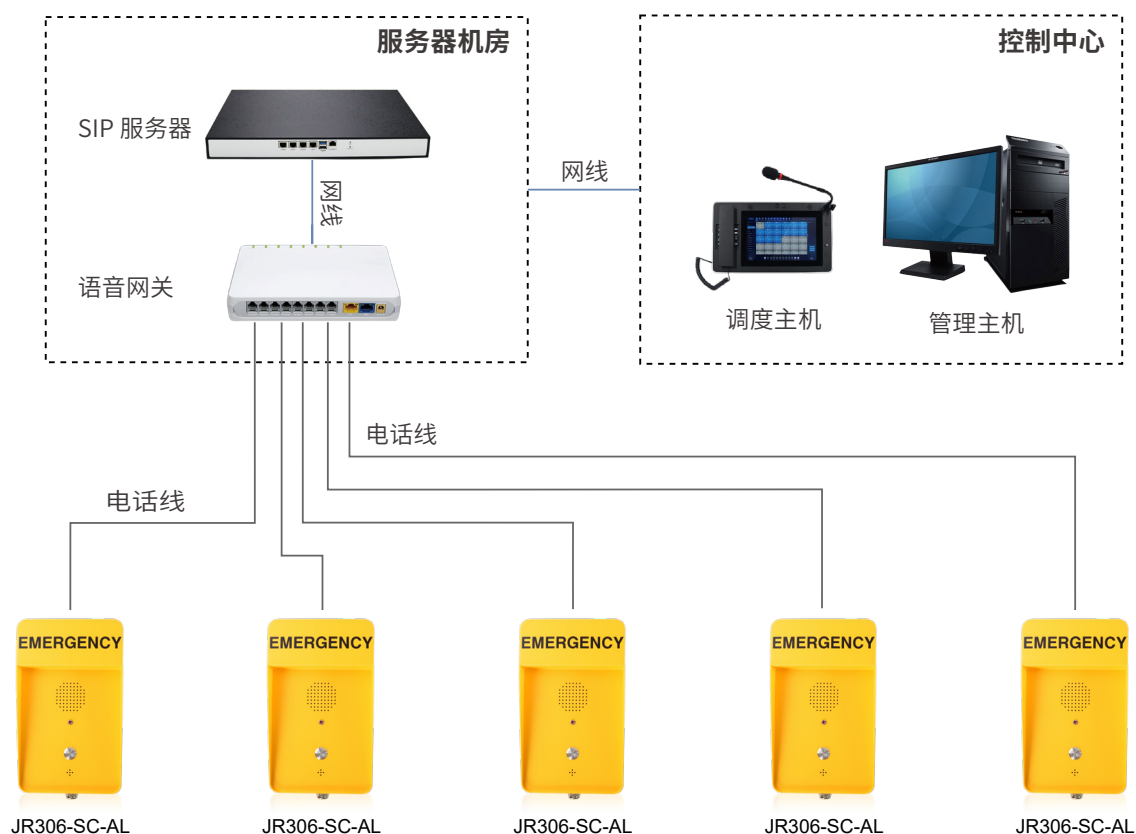 服务器机房
控制中心
SIP 服务器
网线
网线
语音网关
调度主机
管理主机
电话线
电话线
EMERGENCY
EMERGENCY
EMERGENCY
EMERGENCY
EMERGENCY
JR306-SC-AL
JR306-SC-AL
JR306-SC-AL
JR306-SC-AL
JR306-SC-AL